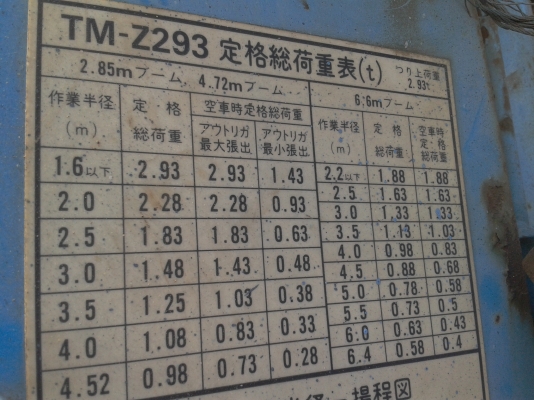 TM-Z293 定格総荷重表(t) つり上荷重 2.93t
2.85mブーム 4.72mブーム 6.6mブーム
作業半径(m) 定格総荷重 空車時定格総荷重 アウトリガ最大張出 アウトリガ最小張出 作業半径(m) 定格総荷重 空車時定格総荷重
1.6以下 2.93 2.93 1.43 2.2以下 1.88 1.88
2.0 2.28 2.28 0.93 2.5 1.63 1.63
2.5 1.83 1.83 0.63 3.0 1.33 1.33
3.0 1.48 1.43 0.48 3.5 1.13 1.03
3.5 1.25 1.03 0.38 4.0 0.98 0.83
4.0 1.08 0.83 0.33 4.5 0.88 0.68
4.52 0.98 0.73 0.28 5.0 0.78 0.58
5.5 0.73 0.5
6.0 0.63 0.43
6.4 0.58 0.4
揚程図